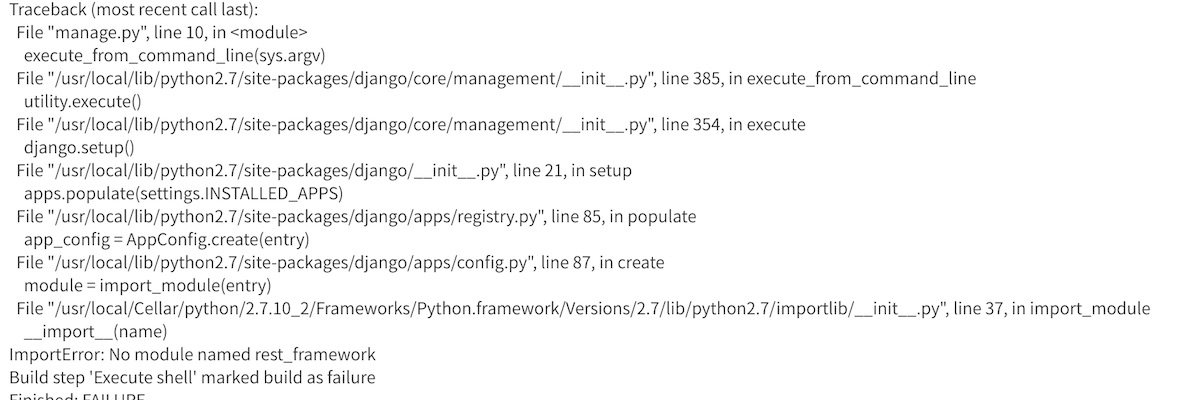 Traceback (most recent call last):
File "manage.py", line 10, in <module>
execute_from_command_line(sys.argv)
File "/usr/local/lib/python2.7/site-packages/django/core/management/__init__.py", line 385, in execute_from_command_line
utility.execute()
File "/usr/local/lib/python2.7/site-packages/django/core/management/__init__.py", line 354, in execute
django.setup()
File "/usr/local/lib/python2.7/site-packages/django/__init__.py", line 21, in setup
apps.populate(settings.INSTALLED_APPS)
File "/usr/local/lib/python2.7/site-packages/django/apps/registry.py", line 85, in populate
app_config = AppConfig.create(entry)
File "/usr/local/lib/python2.7/site-packages/django/apps/config.py", line 87, in create
module = import_module(entry)
File "/usr/local/Cellar/python/2.7.10_2/Frameworks/Python.framework/Versions/2.7/lib/python2.7/importlib/__init__.py", line 37, in import_module
__import__(name)
ImportError: No module named rest_framework
Build step 'Execute shell' marked build as failure
Finished: FAILURE